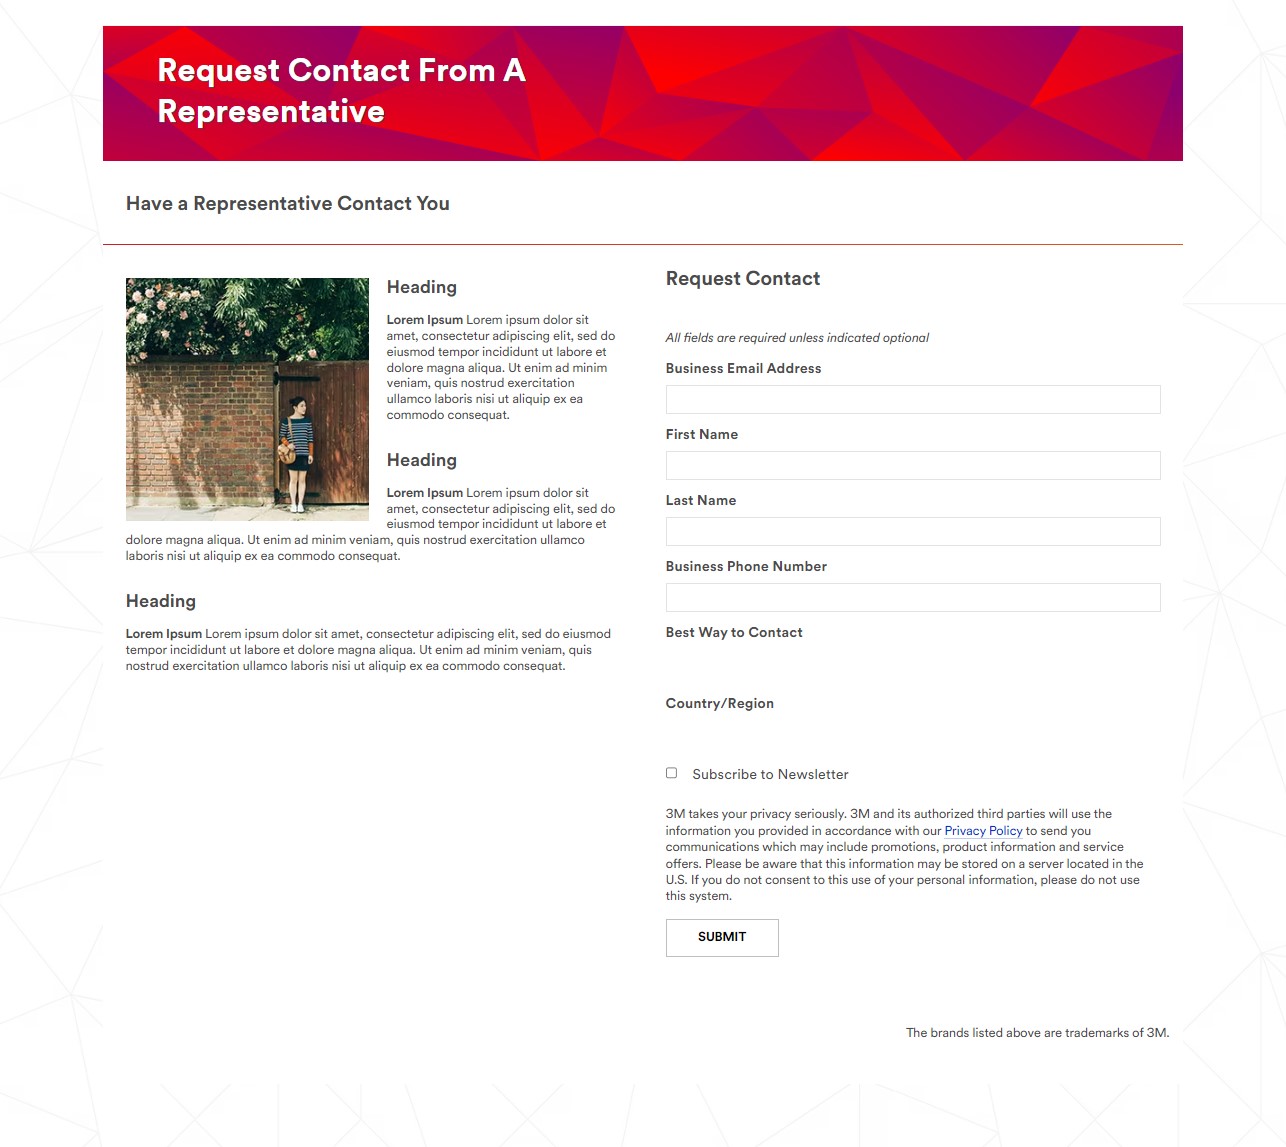 Request Contact From A
Representative
Have a Representative Contact You
Heading
Lorem Ipsum Lorem ipsum dolor sit
amet, consectetur adipiscing elit, sed do
eiusmod tempor incididunt ut labore et
dolore magna aliqua. Ut enim ad minim
veniam, quis nostrud exercitation
ullamco laboris nisi ut aliquip ex ea
commodo consequat.
Heading
Lorem Ipsum Lorem ipsum dolor sit
amet, consectetur adipiscing elit, sed do
eiusmod tempor incididunt ut labore et
dolore magna aliqua. Ut enim ad minim veniam, quis nostrud exercitation ullamco
laboris nisi ut aliquip ex ea commodo consequat.
Heading
Lorem Ipsum Lorem ipsum dolor sit amet, consectetur adipiscing elit, sed do eiusmod
tempor incididunt ut labore et dolore magna aliqua. Ut enim ad minim veniam, quis
nostrud exercitation ullamco laboris nisi ut aliquip ex ea commodo consequat.
Request Contact
All fields are required unless indicated optional
Business Email Address
First Name
Last Name
Business Phone Number
Best Way to Contact
Country/Region
Subscribe to Newsletter
3M takes your privacy seriously. 3M and its authorized third parties will use the
information you provided in accordance with our Privacy Policy to send you
communications which may include promotions, product information and service
offers. Please be aware that this information may be stored on a server located in the
U.S. If you do not consent to this use of your personal information, please do not use
this system.
SUBMIT
The brands listed above are trademarks of 3M.